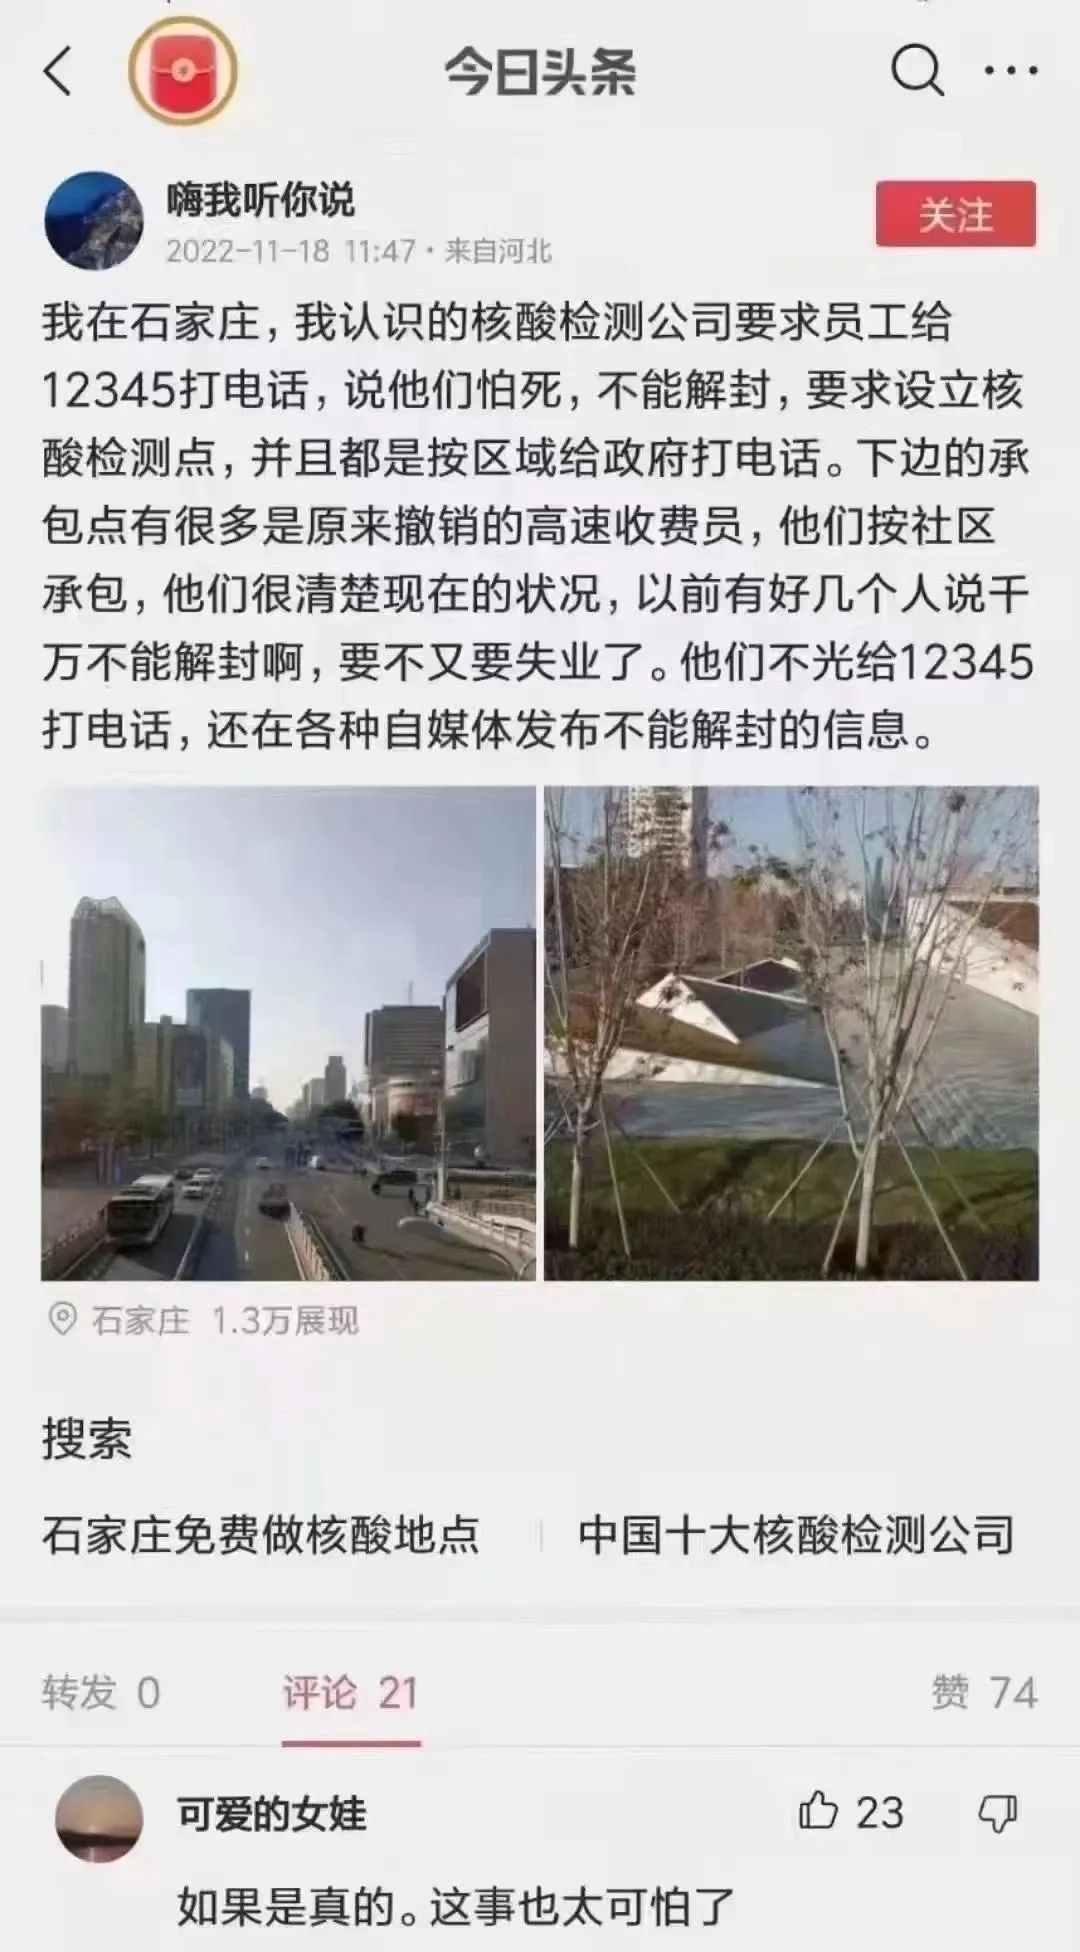 今日头条
嗨我听你说
关注
2022-11-18 11:47·来自河北
我在石家庄，我认识的核酸检测公司要求员工给
12345打电话，说他们怕死，不能解封，要求设立核
酸检测点，并且都是按区域给政府打电话。下边的承
包点有很多是原来撤销的高速收费员，他们按社区
承包，他们很清楚现在的状况，以前有好几个人说千
万不能解封啊，要不又要失业了。他们不光给12345
打电话，还在各种自媒体发布不能解封的信息。
石家庄 1.3万展现
搜索
石家庄免费做核酸地点 中国十大核酸检测公司
转发 0 评论 21 赞 74
可爱的女娃 23
如果是真的。这事也太可怕了